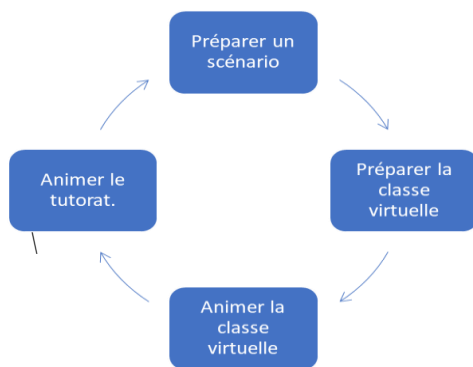 Préparer un
scénario
Préparer la
classe
virtuelle
Animer la
classe
virtuelle
Animer le
tutorat.